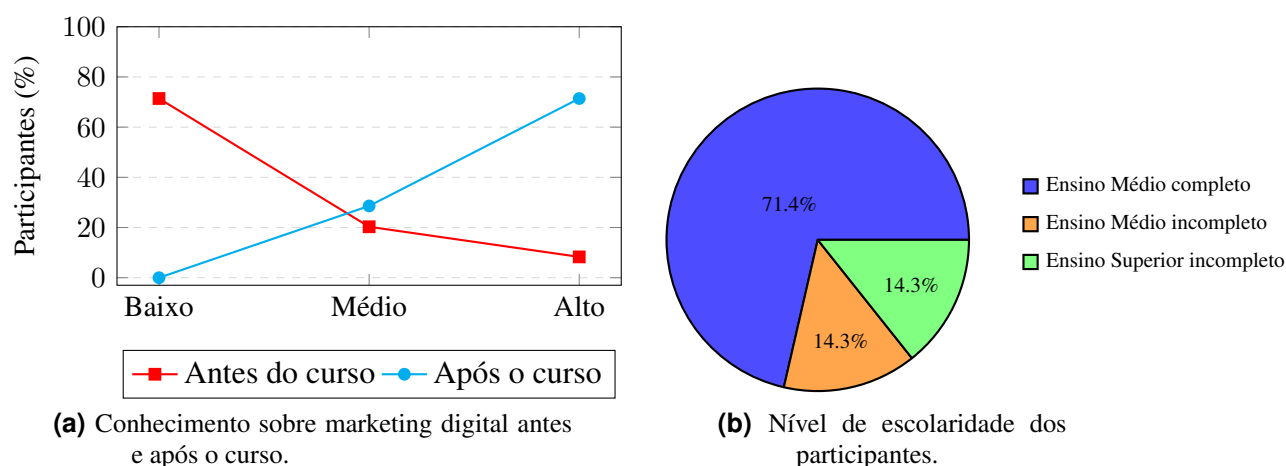 100
80
60
40
20
0
Participantes (%)
Baixo Médio Alto
Antes do curso Após o curso
(a) Conhecimento sobre marketing digital antes
e após o curso.
71.4%
14.3%
14.3%
Ensino Médio completo
Ensino Médio incompleto
Ensino Superior incompleto
(b) Nível de escolaridade dos
participantes.